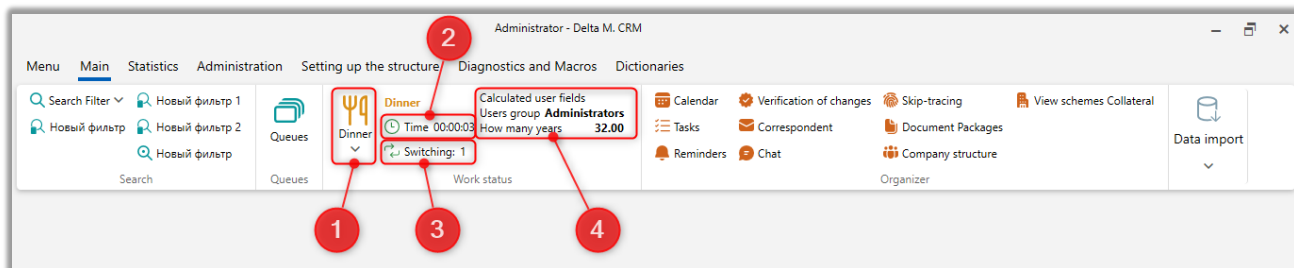 Administrator - Delta M. CRM
2
Menu Main Statistics Administration Setting up the structure Diagnostics and Macros Dictionaries
Search Filter
Новый фильтр
Новый фильтр 1
Новый фильтр 2
Новый фильтр
Search
Queues
Queues
Dinner
Dinner
Time 00:00:03
Switching: 1
Calculated user fields
Users group Administrators
How many years 32.00
Work status
Calendar
Tasks
Reminders
Verification of changes
Correspondent
Chat
Skip-tracing
Document Packages
Company structure
View schemes Collateral
Organizer
Data import
1
3
4